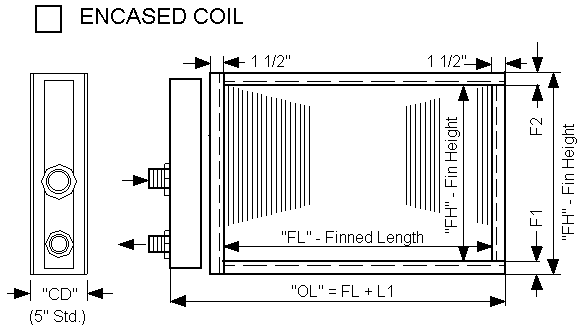 ENCASED COIL
1 1/2"
1 1/2"
F2
"FH" - Fin Height
"FH" - Fin Height
F1
"FL" - Finned Length
"CD"
(5" Std.)
"OL" = FL + L1